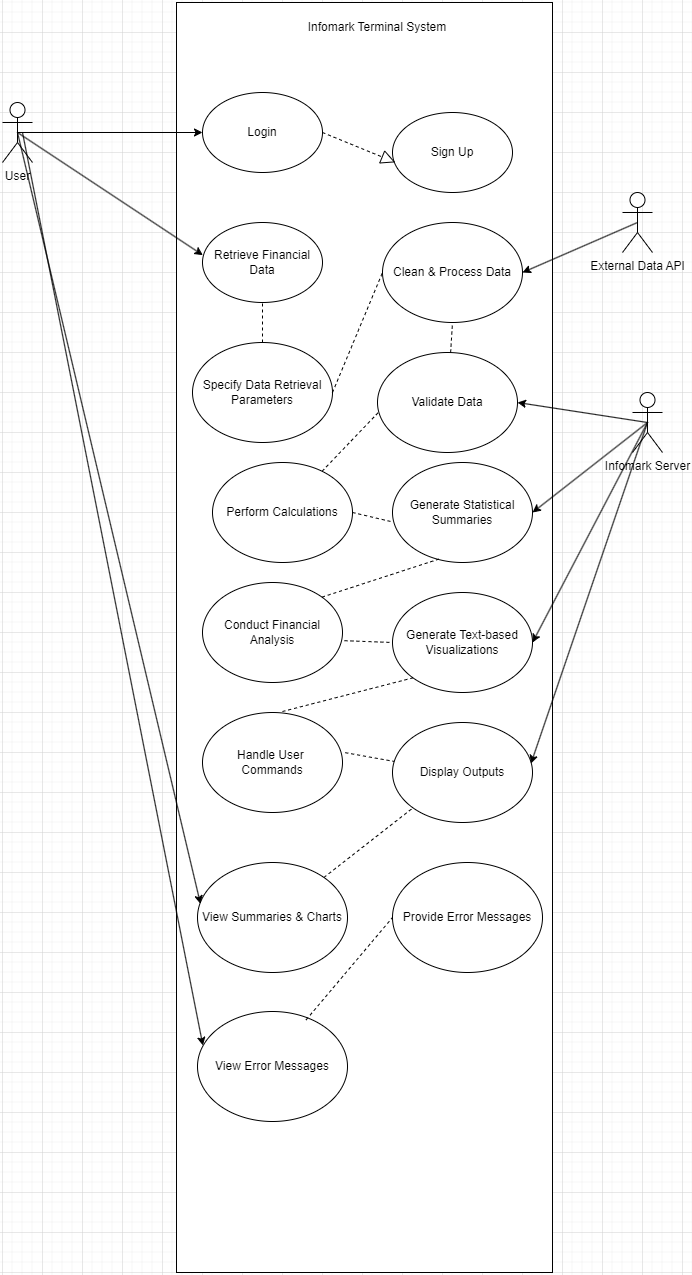 Infomark Terminal System
Login
Sign Up
User
Retrieve Financial
Data
Clean & Process Data
External Data API
Specify Data Retrieval
Parameters
Validate Data
Infomark Server
Perform Calculations
Generate Statistical
Summaries
Conduct Financial
Analysis
Generate Text-based
Visualizations
Handle User
Commands
Display Outputs
View Summaries & Charts
Provide Error Messages
View Error Messages